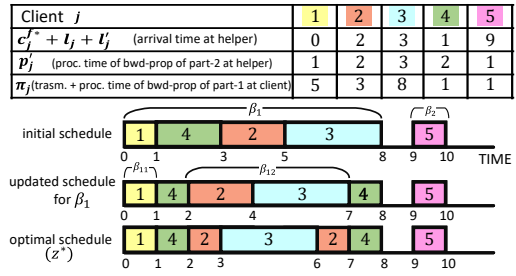 Client j 1 2 3 4 5
c_j^{f*} + l_j + l'_j (arrival time at helper) 0 2 3 1 9
p'_j (proc. time of bwd-prop of part-2 at helper) 1 2 3 2 1
π_j (trasm. + proc time of bwd-prop of part-1 at client) 5 3 8 1 1
β_1
β_2
initial schedule 1 4 2 3 5
0 1 3 5 8 9 10 TIME
β_11 β_12
updated schedule
for β_1
1 4 2 3 4 5
0 1 2 4 7 8 9 10
optimal schedule
(z*)
1 4 2 3 2 4 5
0 1 2 3 6 7 8 9 10